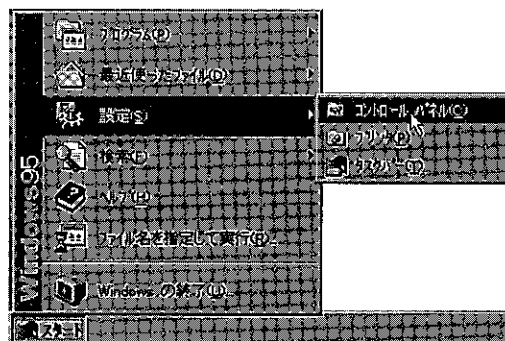 プログラム(P)
最近使ったファイル(D)
設定(S)
検索(F)
ヘルプ(H)
ファイル名を指定して実行(R)...
Windows の終了(U)...
Windows95
コントロール パネル(C)
プリンタ(P)
タスクバー(T)...
スタート